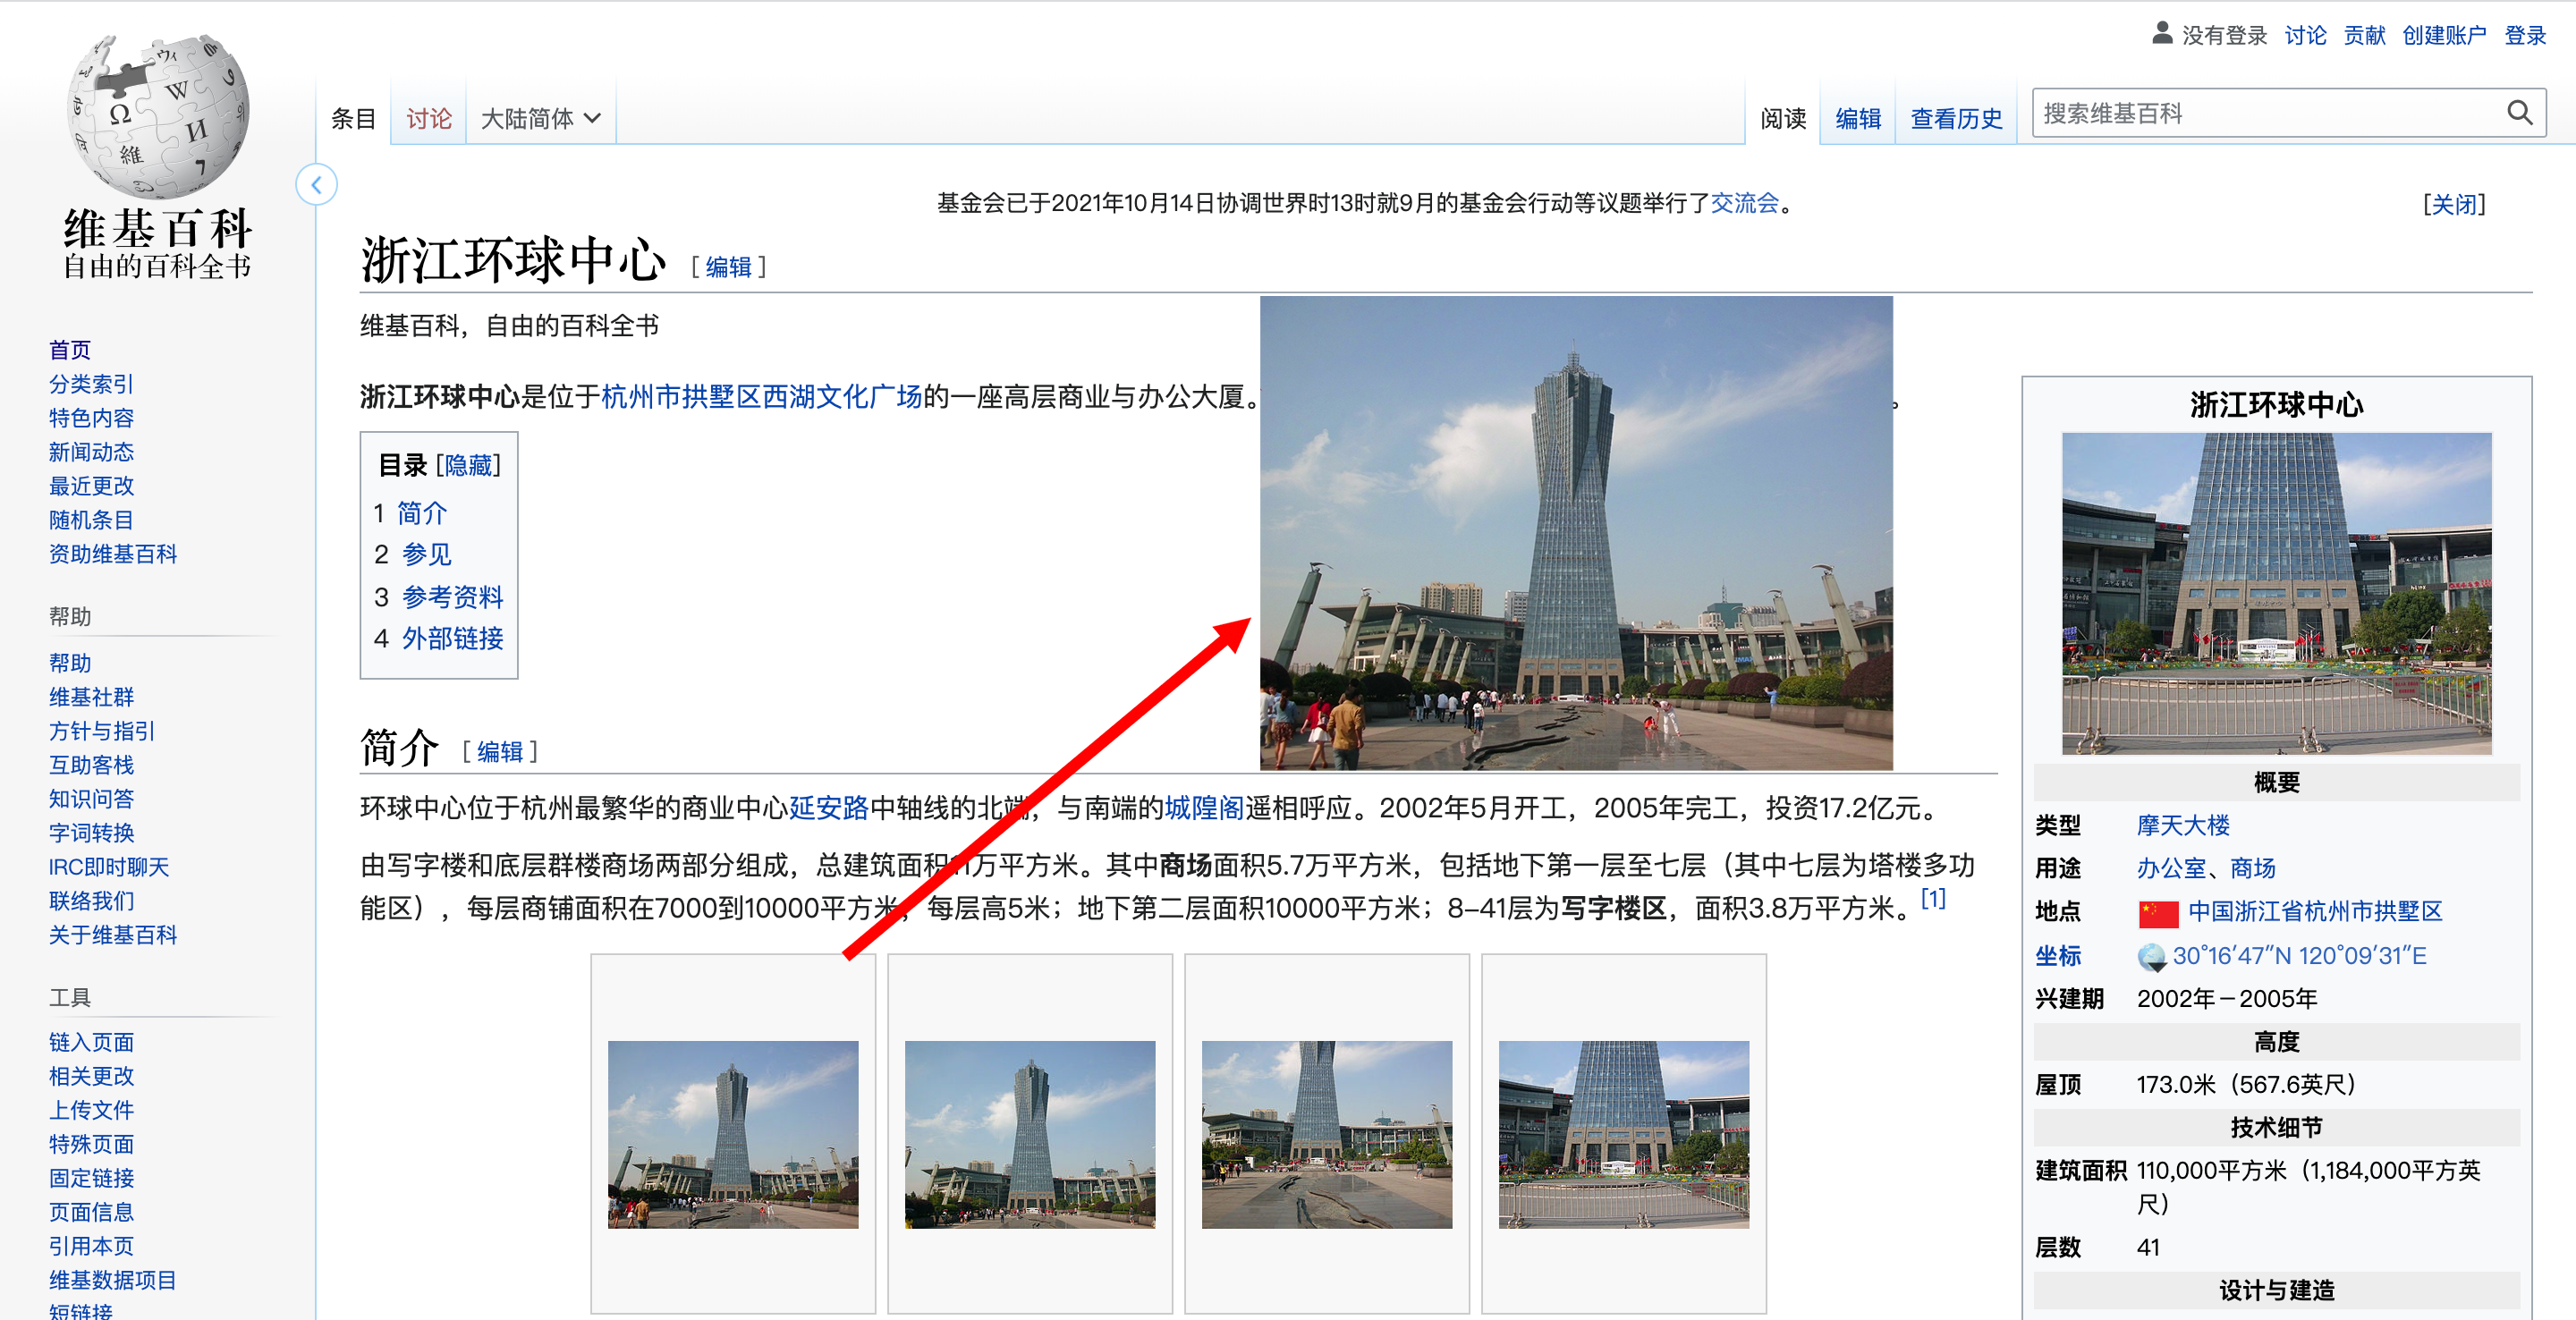 没有登录 讨论 贡献 创建账户 登录
条目 讨论 大陆简体
阅读 编辑 查看历史 搜索维基百科
维基百科
自由的百科全书
首页
分类索引
特色内容
新闻动态
最近更改
随机条目
资助维基百科
帮助
帮助
维基社群
方针与指引
互助客栈
知识问答
字词转换
IRC即时聊天
联络我们
关于维基百科
工具
链入页面
相关更改
上传文件
特殊页面
固定链接
页面信息
引用本页
维基数据项目
短链接
基金会已于2021年10月14日协调世界时13时就9月的基金会行动等议题举行了交流会。
[关闭]
浙江环球中心 [编辑]
维基百科，自由的百科全书
浙江环球中心是位于杭州市拱墅区西湖文化广场的一座高层商业与办公大厦。
目录 [隐藏]
1 简介
2 参见
3 参考资料
4 外部链接
简介 [编辑]
环球中心位于杭州最繁华的商业中心延安路中轴线的北端，与南端的城隍阁遥相呼应。2002年5月开工，2005年完工，投资17.2亿元。
由写字楼和底层群楼商场两部分组成，总建筑面积11万平方米。其中商场面积5.7万平方米，包括地下第一层至七层（其中七层为塔楼多功
能区），每层商铺面积在7000到10000平方米，每层高5米；地下第二层面积10000平方米；8–41层为写字楼区，面积3.8万平方米。[1]
浙江环球中心
概要
类型 摩天大楼
用途 办公室、商场
地点 中国浙江省杭州市拱墅区
坐标 30°16′47″N 120°09′31″E
兴建期 2002年－2005年
高度
屋顶 173.0米（567.6英尺）
技术细节
建筑面积 110,000平方米（1,184,000平方英
尺）
层数 41
设计与建造